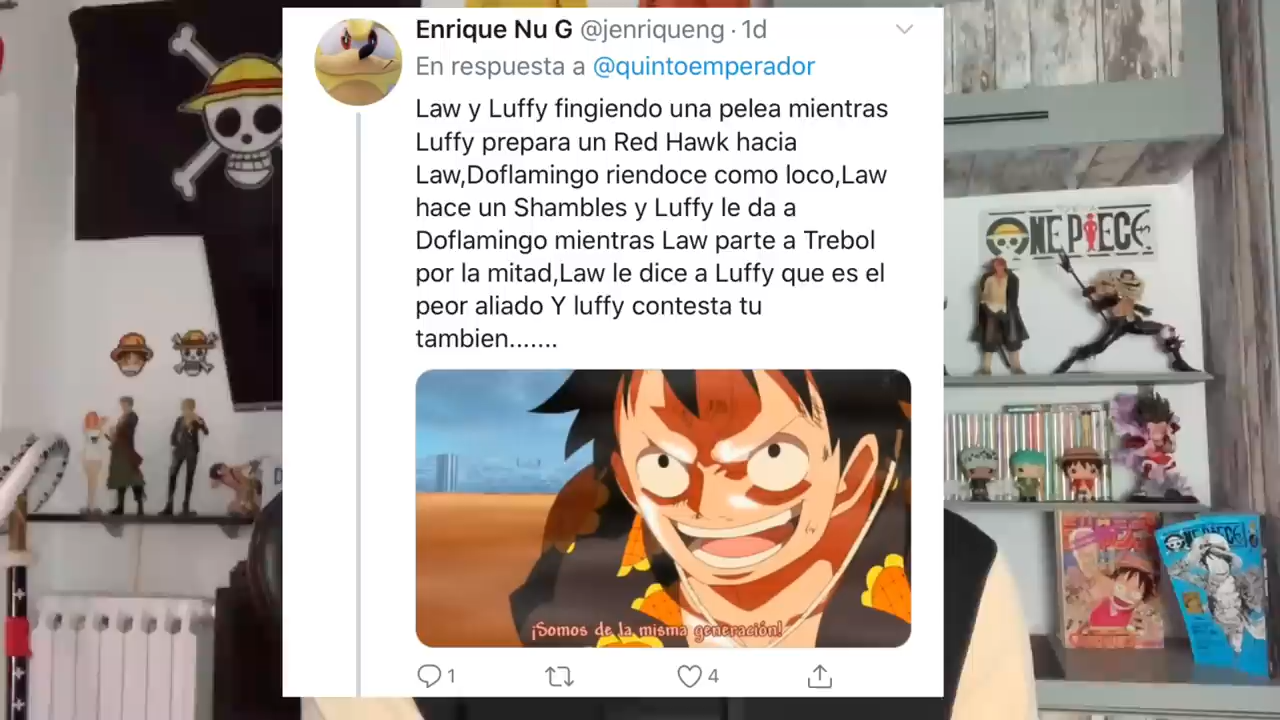 Enrique Nu G @jenriqueng · 1d
En respuesta a @quintoemperador
Law y Luffy fingiendo una pelea mientras
Luffy prepara un Red Hawk hacia
Law,Doflamingo riendoce como loco,Law
hace un Shambles y Luffy le da a
Doflamingo mientras Law parte a Trebol
por la mitad,Law le dice a Luffy que es el
peor aliado Y luffy contesta tu
tambien.......
¡Somos de la misma generación!
1
4
ONE PIECE
ONE PIECE